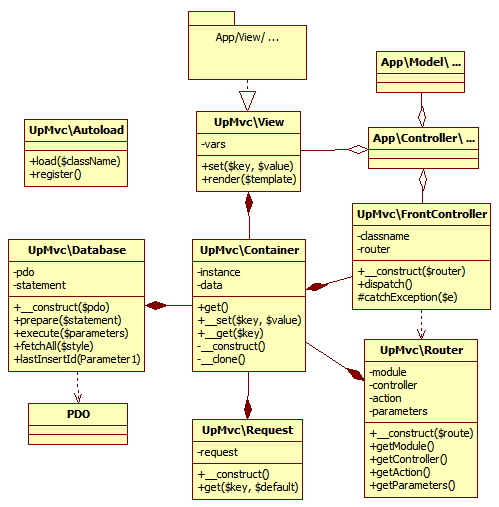 App/View/ ...
App\Model\ ...
UpMvc\Autoload
+load($className)
+register()
UpMvc\View
-vars
+set($key, $value)
+render($template)
App\Controller\ ...
UpMvc\FrontController
-classname
-router
+__construct($router)
+dispatch()
#catchException($e)
UpMvc\Database
-pdo
-statement
+__construct($pdo)
+prepare($statement)
+execute($parameters)
+fetchAll($style)
+lastInsertId(Parameter1)
UpMvc\Container
-instance
-data
+get()
+__set($key, $value)
+__get($key)
-__construct()
-__clone()
UpMvc\Router
-module
-controller
-action
-parameters
+__construct($route)
+getModule()
+getController()
+getAction()
+getParameters()
PDO
UpMvc\Request
-request
+__construct()
+get($key, $default)